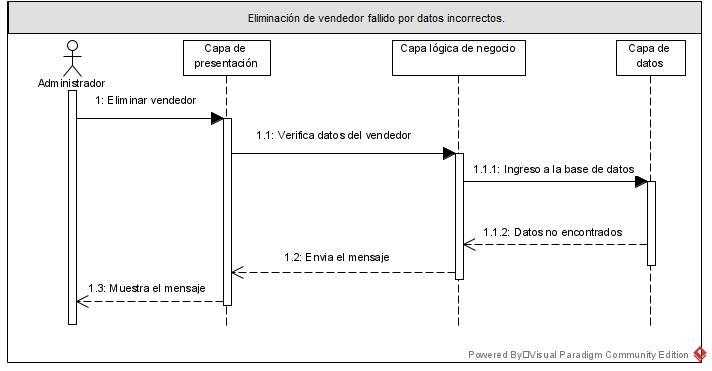 Eliminación de vendedor fallido por datos incorrectos.
Capa de
presentación
Capa lógica de negocio
Capa de
datos
Administrador
1: Eliminar vendedor
1.1: Verifica datos del vendedor
1.1.1: Ingreso a la base de datos
1.1.2: Datos no encontrados
1.2: Envia el mensaje
1.3: Muestra el mensaje
Powered By Visual Paradigm Community Edition